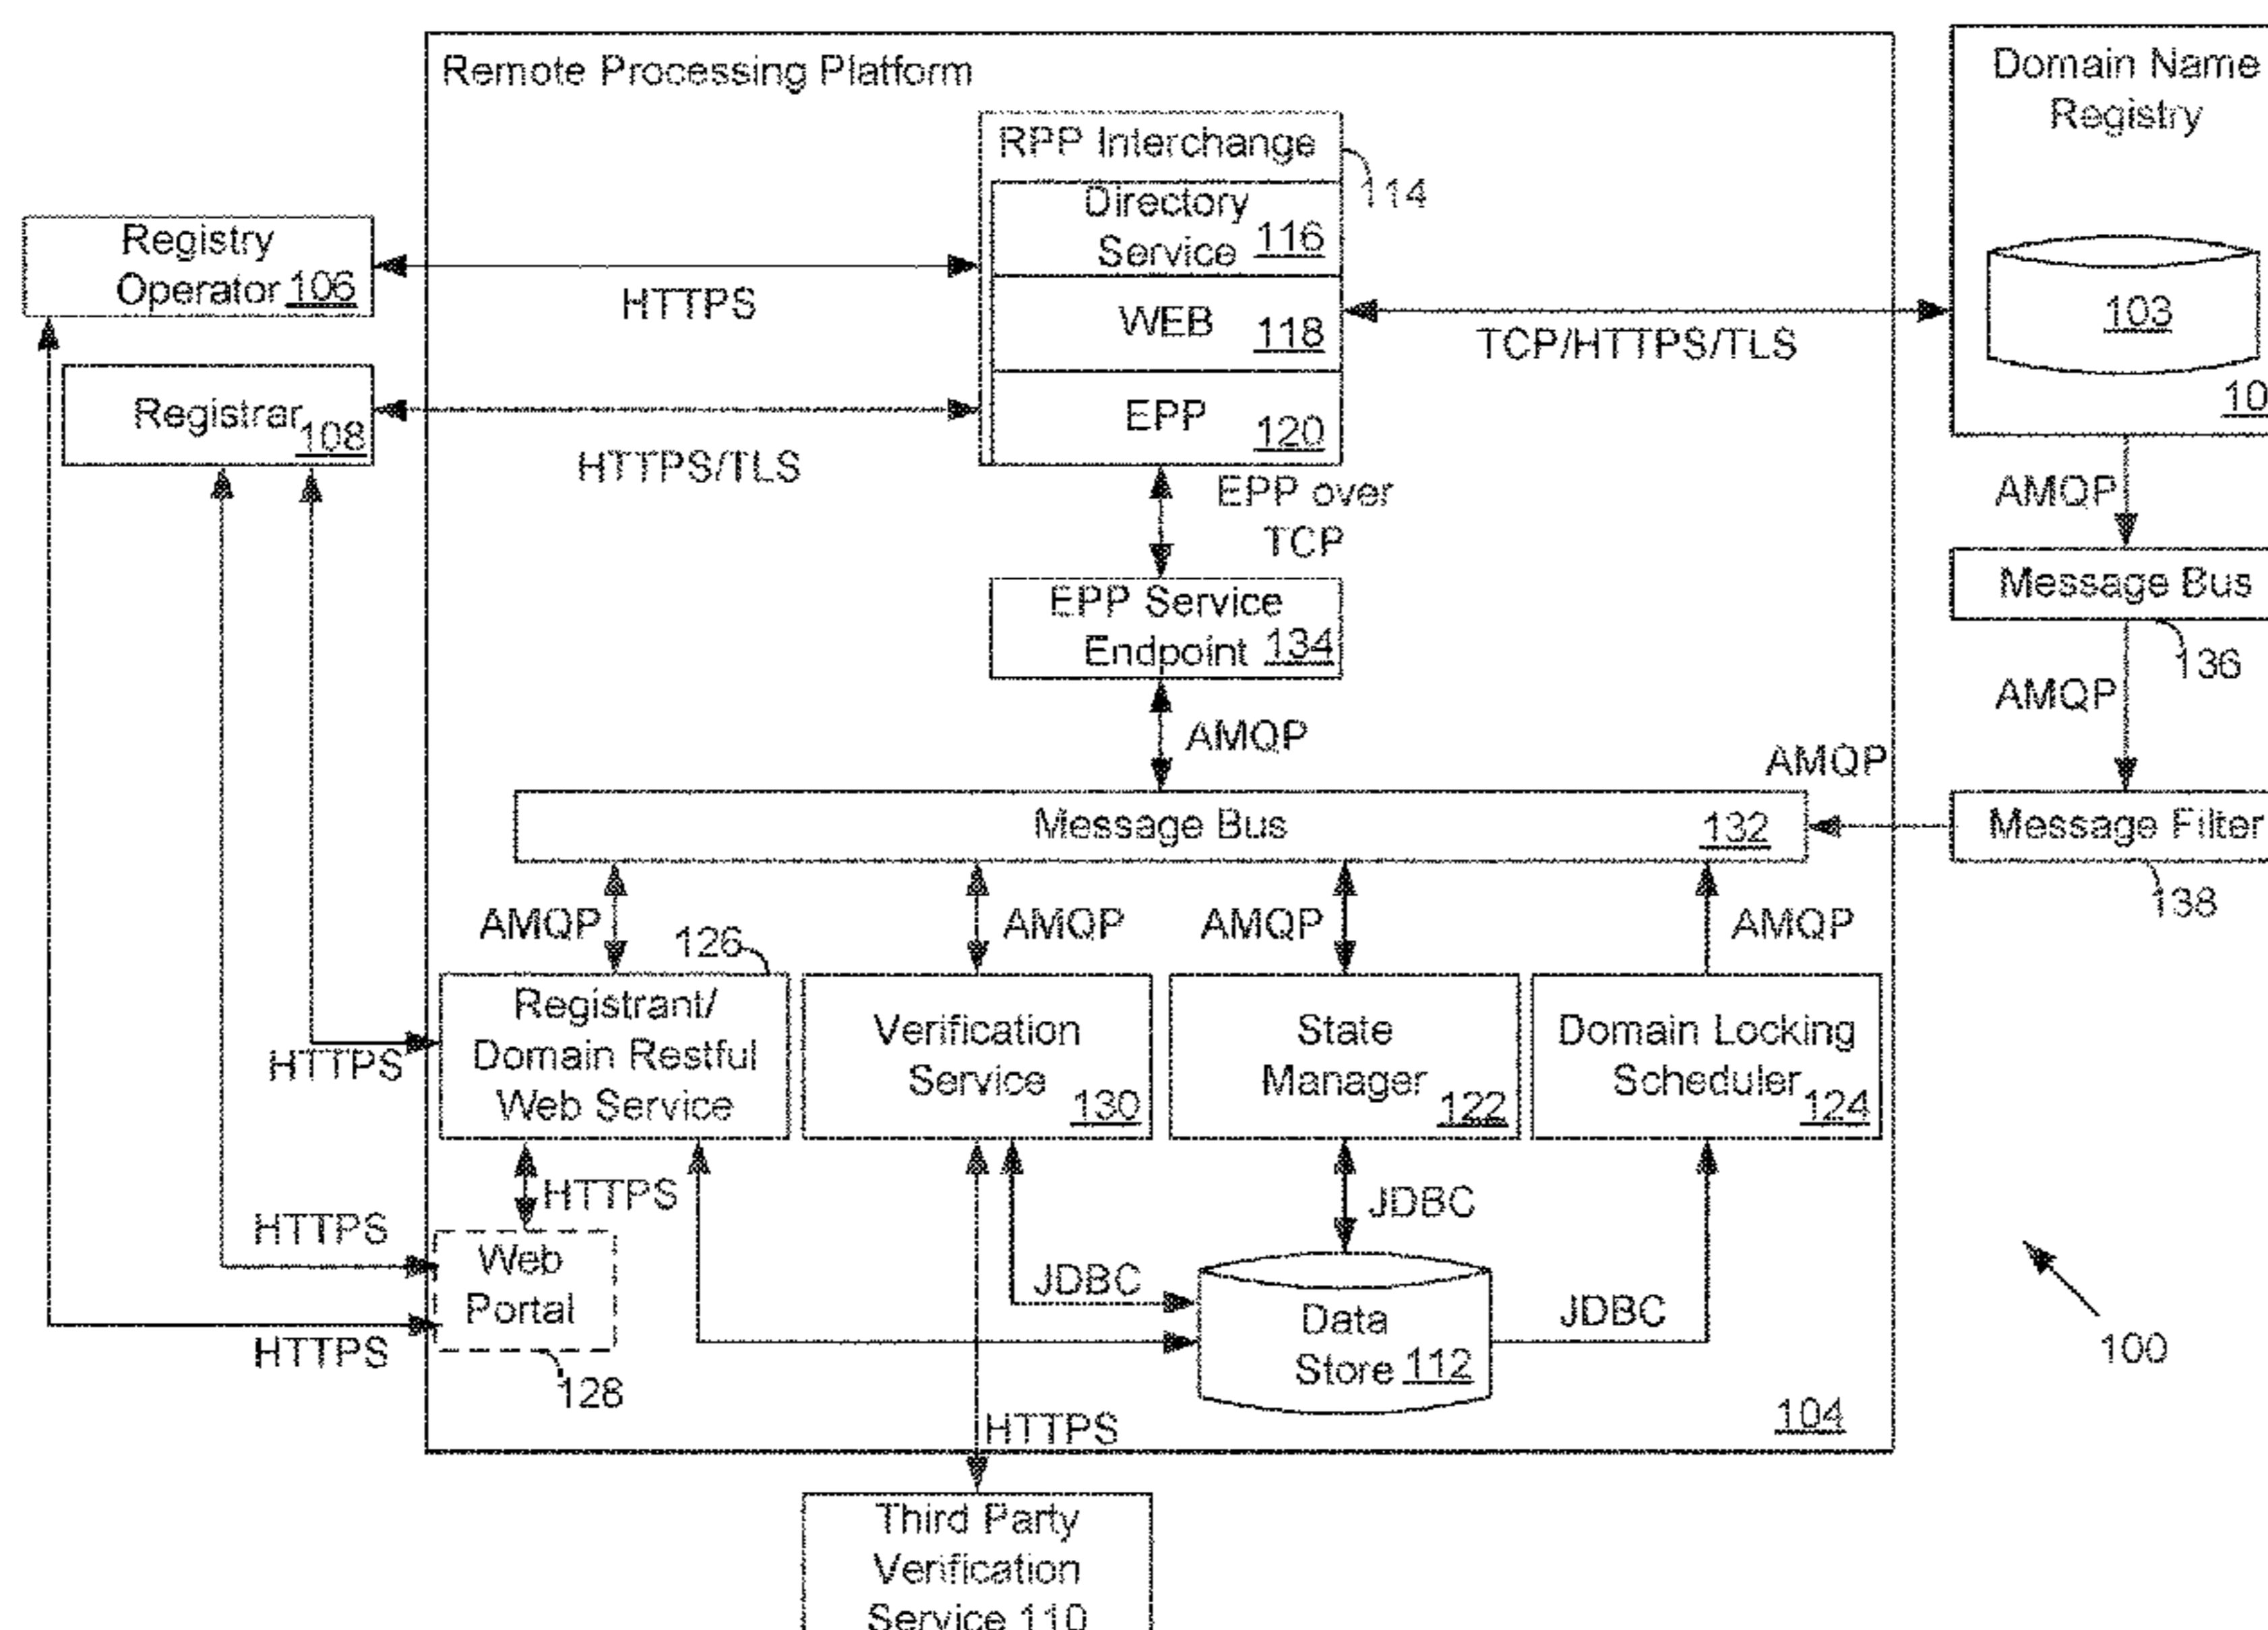 Remote Processing Platform
Domain Name
Registry
RPP Interchange
114
Directory
Service 116
Registry
Operator 106
HTTPS
WEB 118
TCP/HTTPS/TLS
103
Registrar 108
EPP 120
HTTPS/TLS
EPP over
TCP
AMQP
EPP Service
Endpoint 134
Message Bus
136
AMQP
AMQP
AMQP
Message Bus 132
Message Filter
138
AMQP
AMQP
AMQP
AMQP
126
Registrant/
Domain Restful
Web Service
Verification
Service 130
State
Manager 122
Domain Locking
Scheduler 124
HTTPS
HTTPS
JDBC
HTTPS
Web
Portal
128
HTTPS
JDBC
Data
Store 112
JDBC
100
104
HTTPS
Third Party
Verification
Service 110